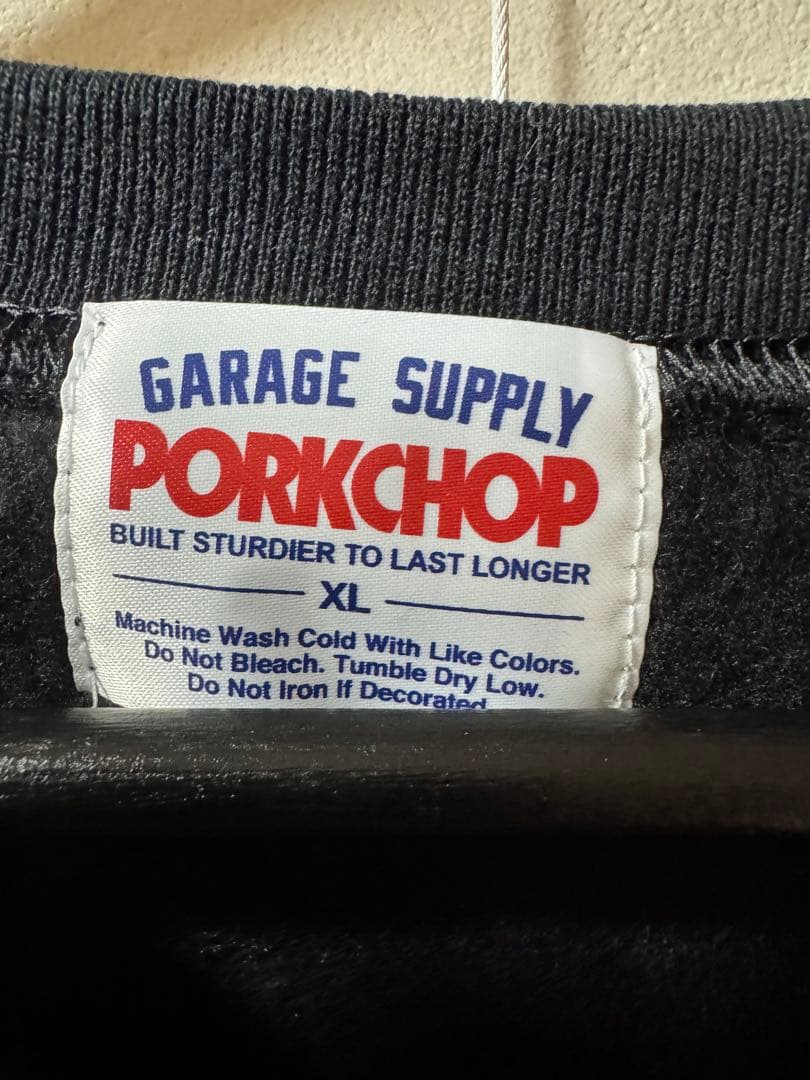 GARAGE SUPPLY
PORKCHOP
BUILT STURDIER TO LAST LONGER
XL
Machine Wash Cold With Like Colors.
Do Not Bleach. Tumble Dry Low.
Do Not Iron If Decorated